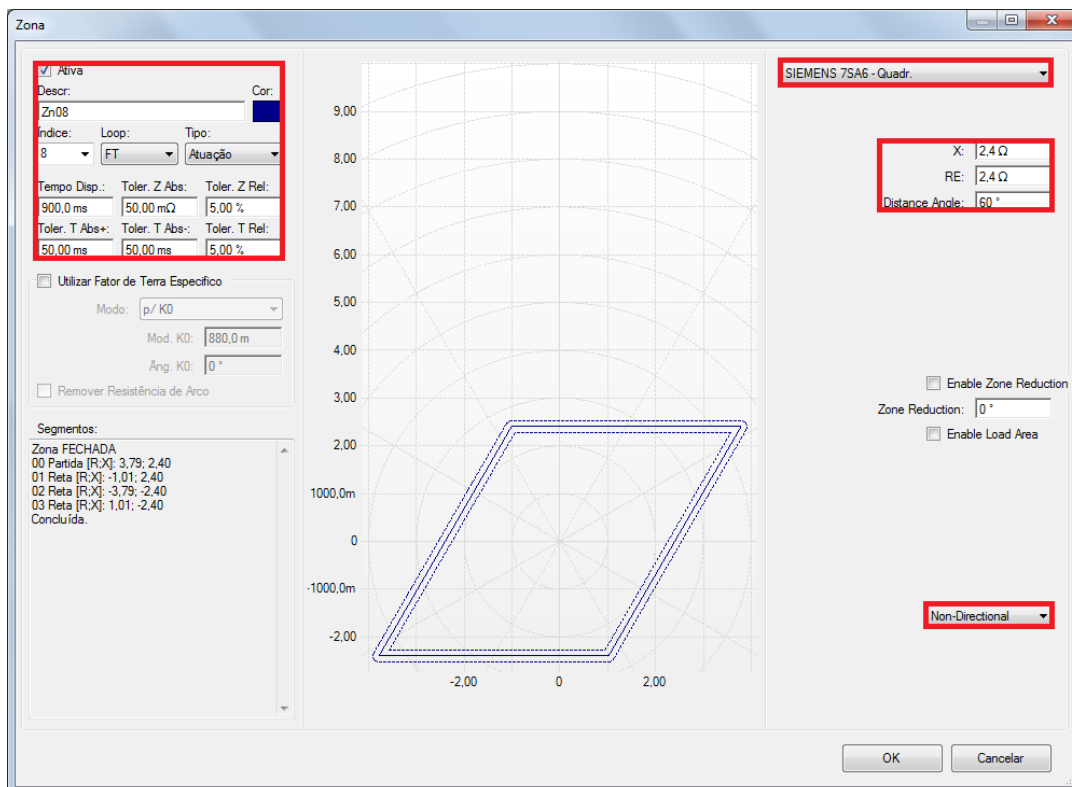 Zona
Ativa
Descr: Cor:
Zn08
Índice: Loop: Tipo:
8 FT Atuação
Tempo Disp.: Toler. Z Abs: Toler. Z Rel:
900,0 ms 50,00 mΩ 5,00 %
Toler. T Abs+: Toler. T Abs-: Toler. T Rel:
50,00 ms 50,00 ms 5,00 %
Utilizar Fator de Terra Especifico
Modo: p/ K0
Mod. K0: 880,0 m
Âng. K0: 0 °
Remover Resistência de Arco
Segmentos:
Zona FECHADA
00 Partida [R;X]: 3,79; 2,40
01 Reta [R;X]: -1,01; 2,40
02 Reta [R;X]: -3,79; -2,40
03 Reta [R;X]: 1,01; -2,40
Concluída.
9,00
8,00
7,00
6,00
5,00
4,00
3,00
2,00
1000,0m
0
-1000,0m
-2,00
-2,00 0 2,00
SIEMENS 7SA6 - Quadr.
X: 2,4 Ω
RE: 2,4 Ω
Distance Angle: 60 °
Enable Zone Reduction
Zone Reduction: 0 °
Enable Load Area
Non-Directional
OK Cancelar